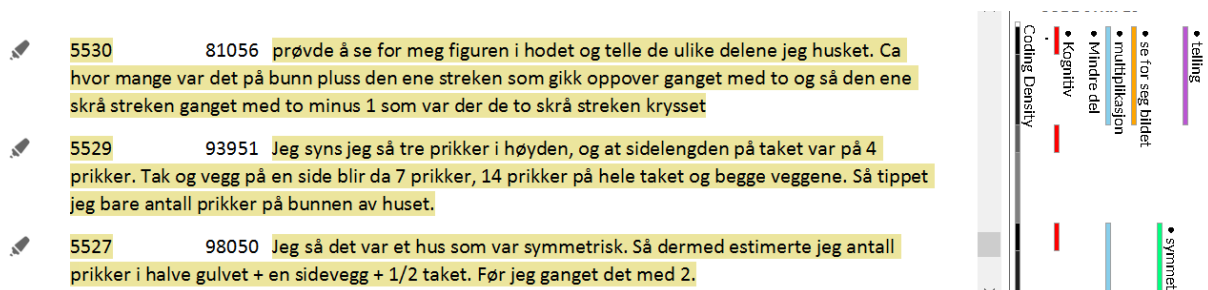 5530 81056 prøvde å se for meg figuren i hodet og telle de ulike delene jeg husket. Ca
hvor mange var det på bunn pluss den ene streken som gikk oppover ganget med to og så den ene
skrå streken ganget med to minus 1 som var der de to skrå streken krysset
5529 93951 Jeg syns jeg så tre prikker i høyden, og at sidelengden på taket var på 4
prikker. Tak og vegg på en side blir da 7 prikker, 14 prikker på hele taket og begge veggene. Så tippet
jeg bare antall prikker på bunnen av huset.
5527 98050 Jeg så det var et hus som var symmetrisk. Så dermed estimerte jeg antall
prikker i halve gulvet + en sidevegg + 1/2 taket. Før jeg ganget det med 2.
• telling
• symmet
• se for seg bildet
• multiplikasjon
• Mindre del
• Kognitiv
Coding Density